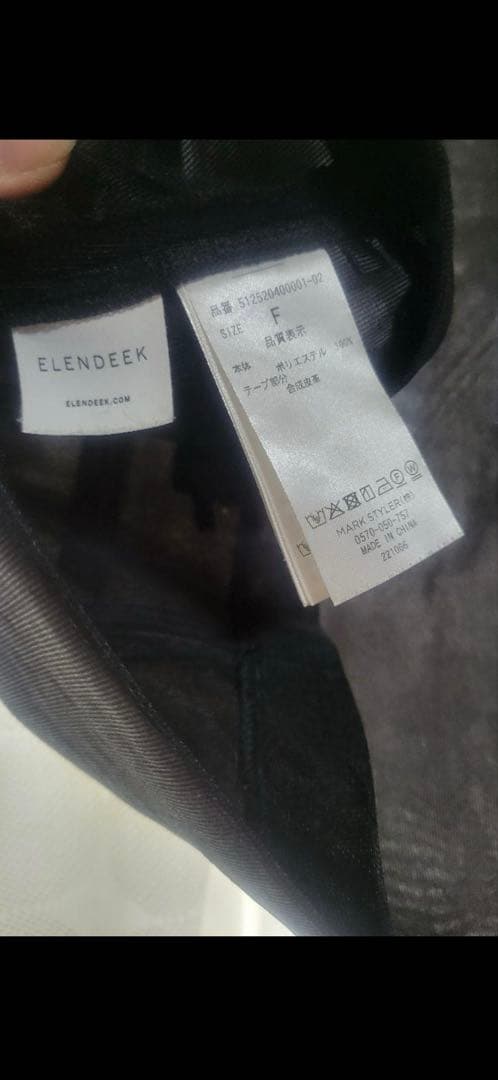 ELENDEEK
ELENDEEK.COM
品番 512520400001-02
SIZE F
品質表示
本体 ポリエステル 100%
テープ部分 合成皮革
MARK STYLER(株)
0570-050-757
MADE IN CHINA
221066